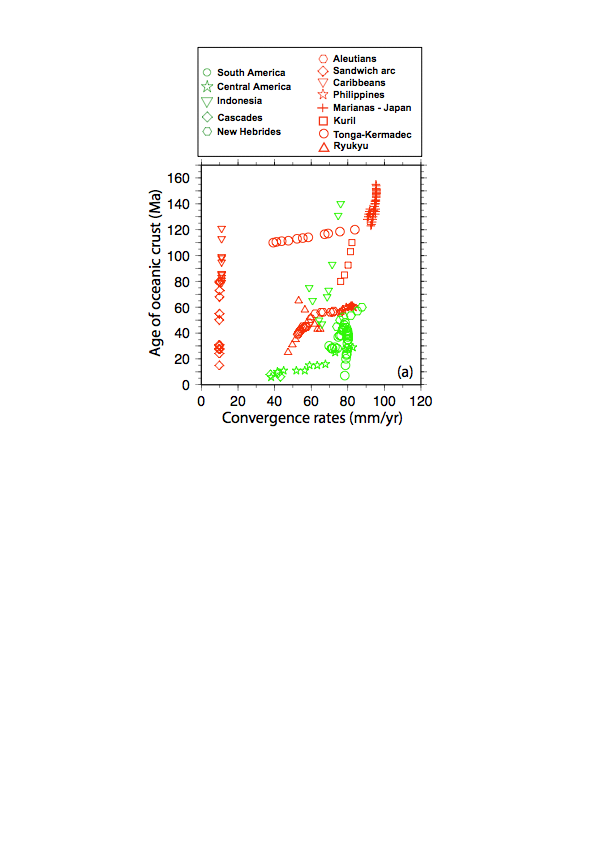 South America
Central America
Indonesia
Cascades
New Hebrides
Aleutians
Sandwich arc
Caribbeans
Philippines
Marianas - Japan
Kuril
Tonga-Kermadec
Ryukyu
Age of oceanic crust (Ma)
160
140
120
100
80
60
40
20
0
(a)
0 20 40 60 80 100 120
Convergence rates (mm/yr)